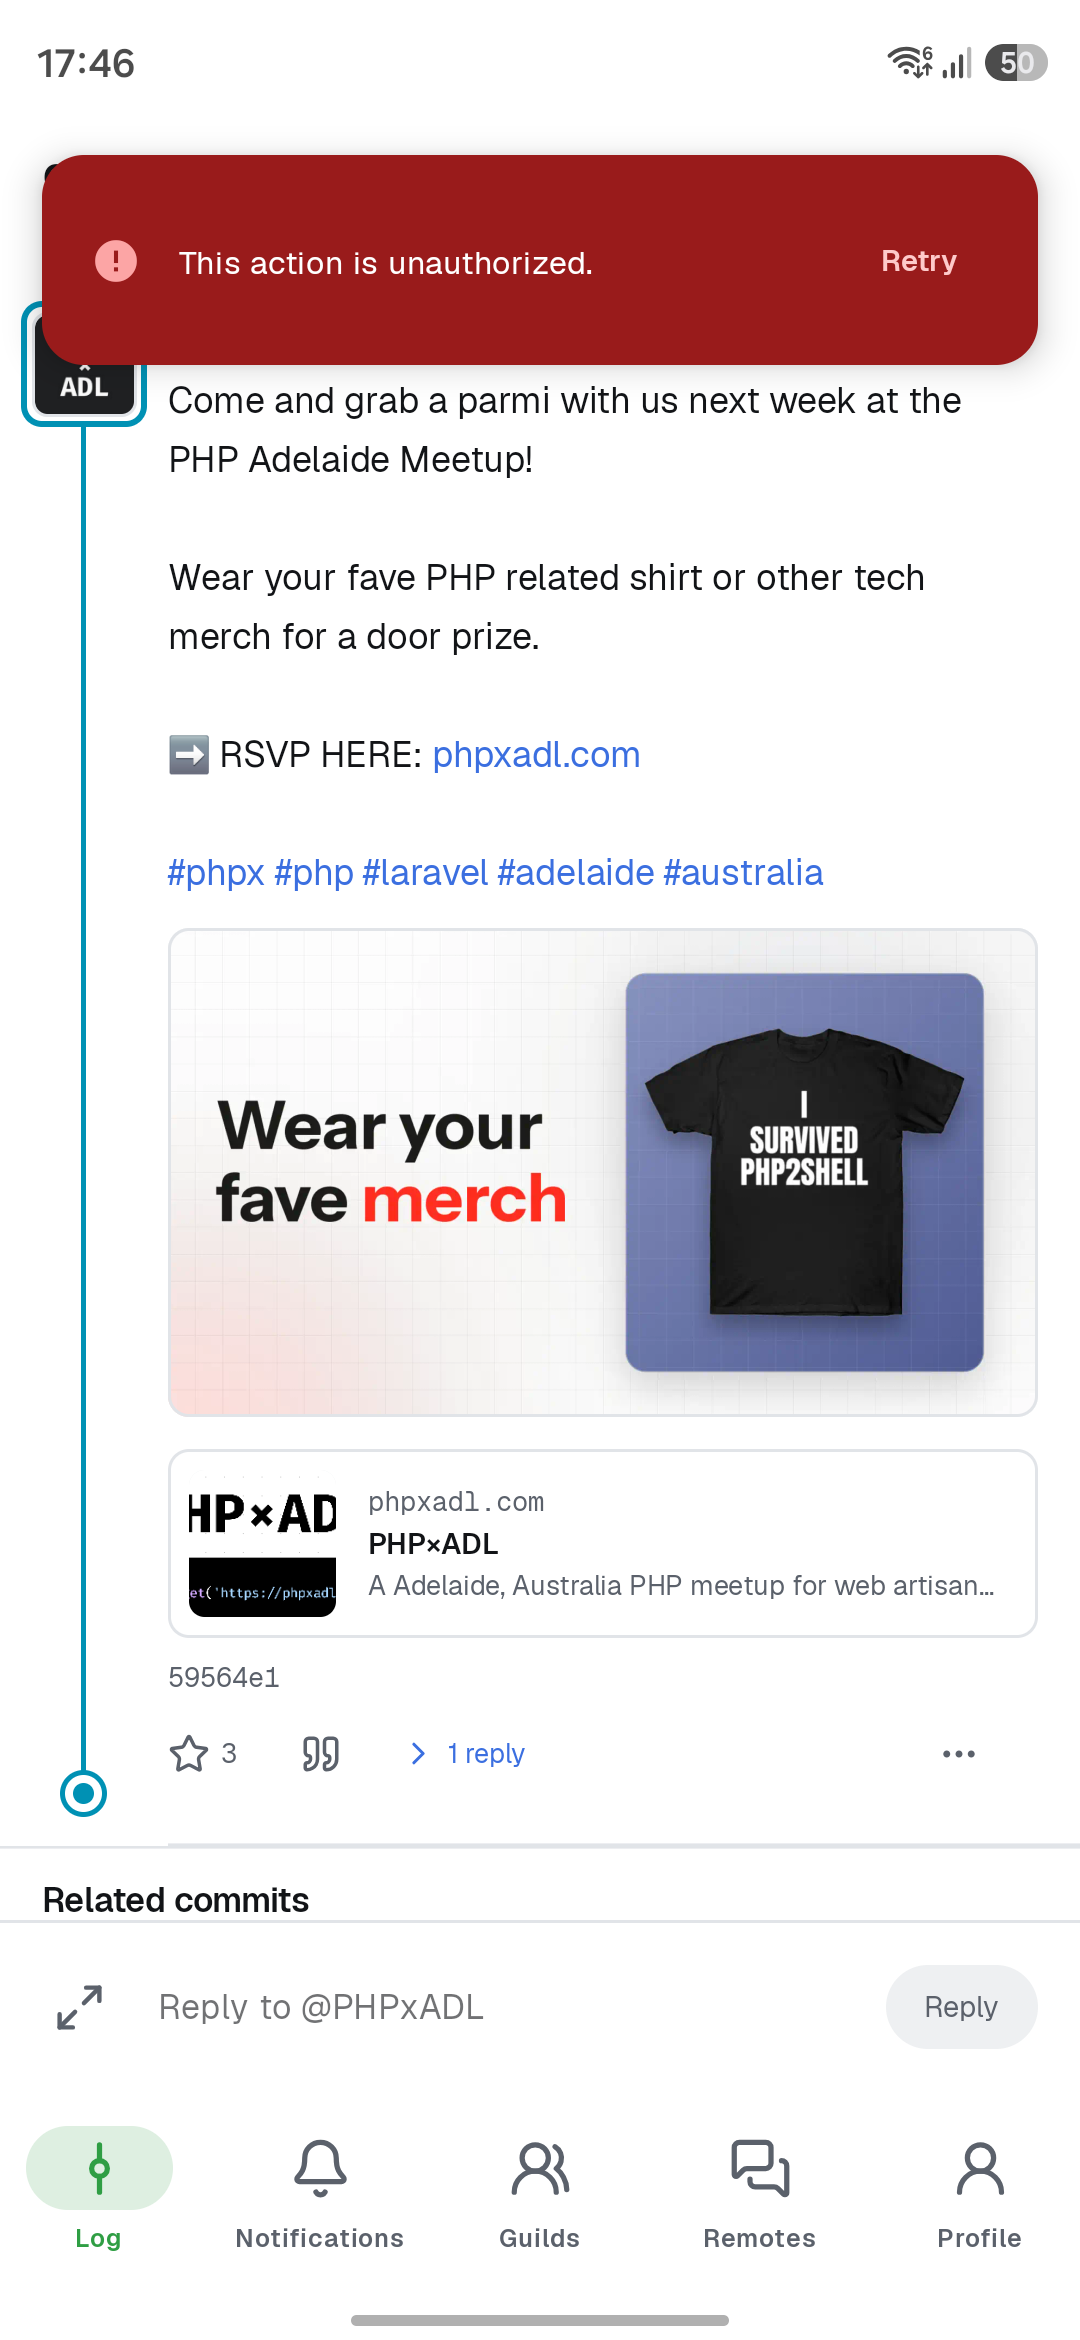 17:46
6
50
This action is unauthorized.
Retry
×
ADL
Come and grab a parmi with us next week at the
PHP Adelaide Meetup!
Wear your fave PHP related shirt or other tech
merch for a door prize.
➡️ RSVP HERE: phpxadl.com
#phpx #php #laravel #adelaide #australia
Wear your
fave merch
I
SURVIVED
PHP2SHELL
HP×AD
et('https://phpxadl
phpxadl.com
PHP×ADL
A Adelaide, Australia PHP meetup for web artisan...
59564e1
3
1 reply
Related commits
Reply to @PHPxADL
Reply
Log
Notifications
Guilds
Remotes
Profile